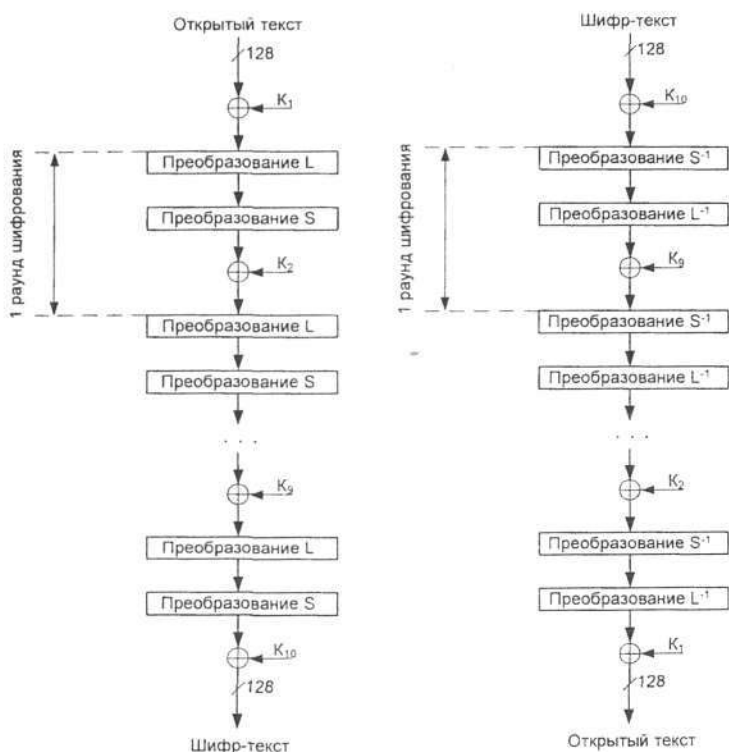 Открытый текст
128
K₁
Преобразование L
Преобразование S
K₂
1 раунд шифрования
Преобразование L
Преобразование S
. . .
K₉
Преобразование L
Преобразование S
K₁₀
128
Шифр-текст
Шифр-текст
128
K₁₀
Преобразование S⁻¹
Преобразование L⁻¹
K₉
1 раунд шифрования
Преобразование S⁻¹
Преобразование L⁻¹
. . .
K₂
Преобразование S⁻¹
Преобразование L⁻¹
K₁
128
Открытый текст